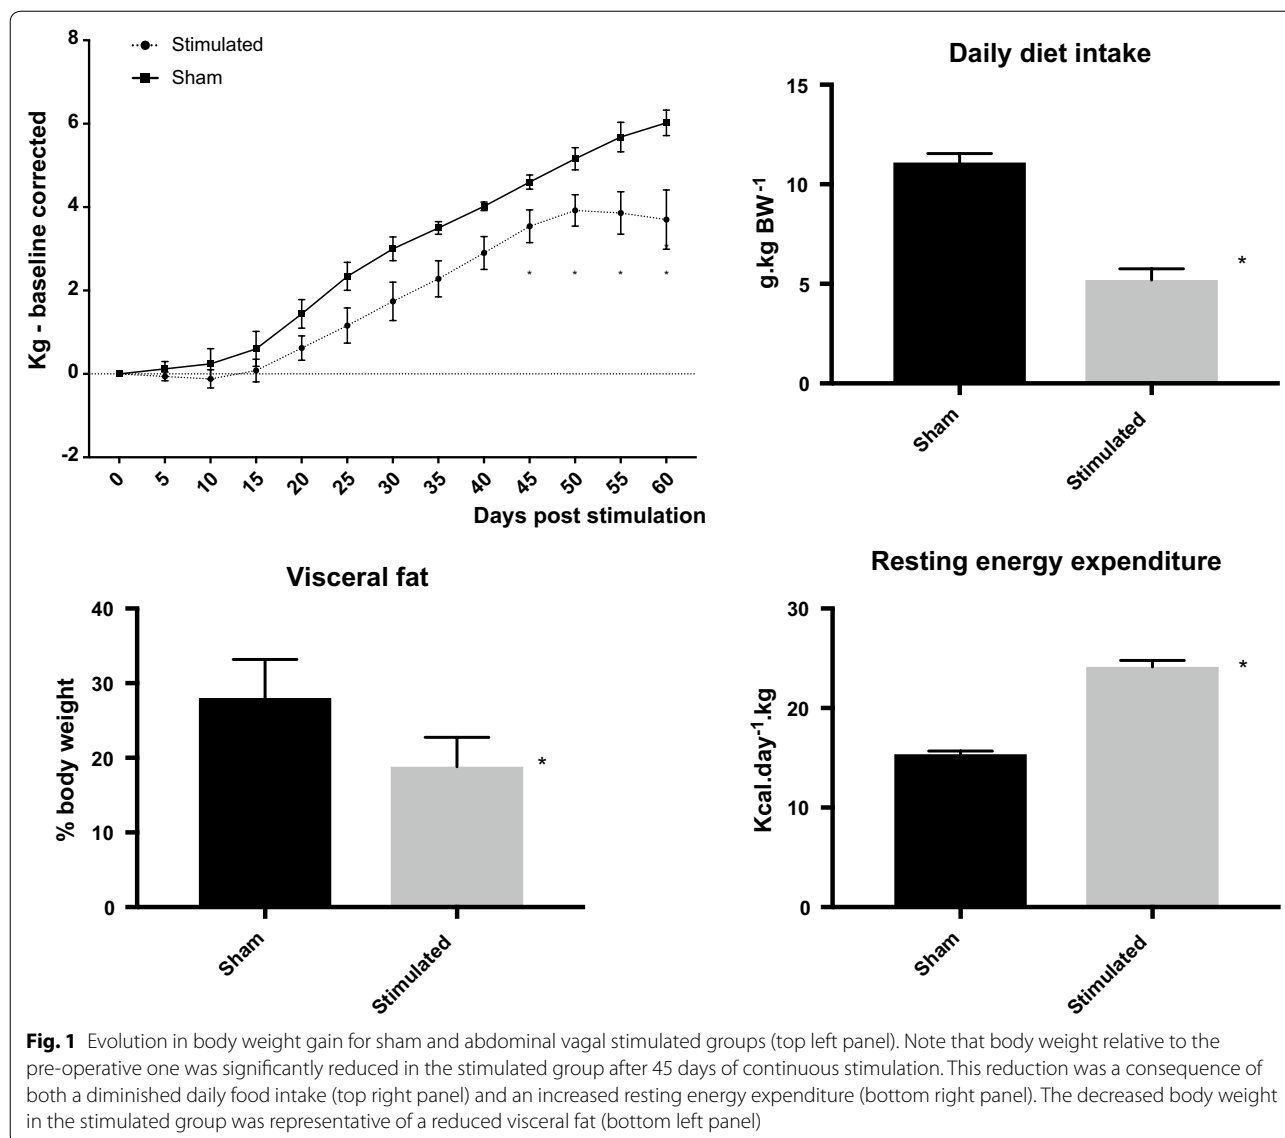 Stimulated
Sham
8
6
4
2
0
-2
Kg - baseline corrected
0 5 10 15 20 25 30 35 40 45 50 55 60
* * * * *
Days post stimulation
Daily diet intake
15
10
5
0
g.kg BW-1
*
Sham
Stimulated
Visceral fat
40
30
20
10
0
% body weight
*
Sham
Stimulated
Resting energy expenditure
30
20
10
0
Kcal.day-1.kg
*
Sham
Stimulated
Fig. 1 Evolution in body weight gain for sham and abdominal vagal stimulated groups (top left panel). Note that body weight relative to the
pre-operative one was significantly reduced in the stimulated group after 45 days of continuous stimulation. This reduction was a consequence of
both a diminished daily food intake (top right panel) and an increased resting energy expenditure (bottom right panel). The decreased body weight
in the stimulated group was representative of a reduced visceral fat (bottom left panel)